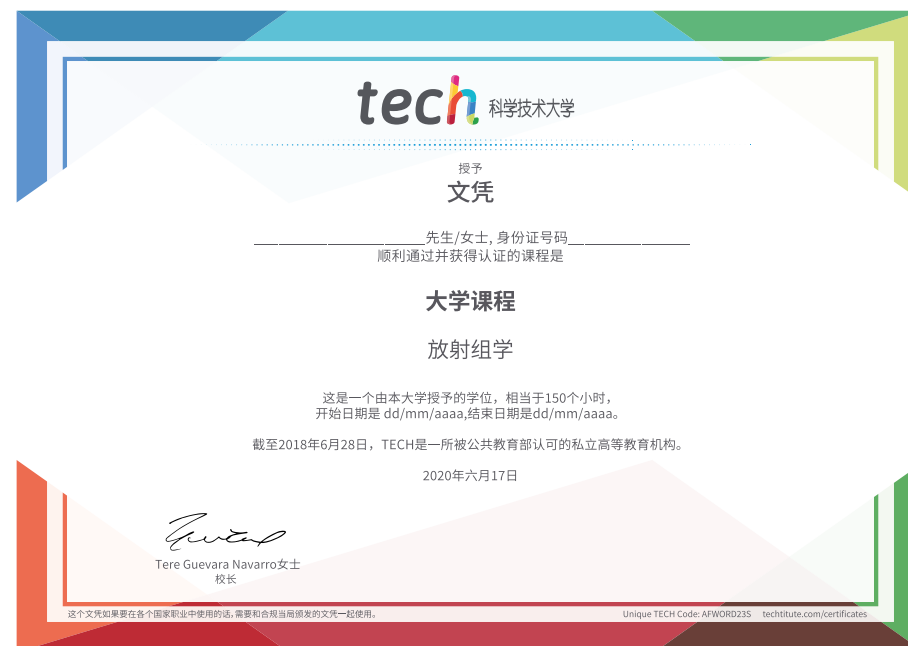 tech 科学技术大学
授予
文凭
______________________先生/女士, 身份证号码________________
顺利通过并获得认证的课程是
大学课程
放射组学
这是一个由本大学授予的学位，相当于150个小时，
开始日期是 dd/mm/aaaa,结束日期是dd/mm/aaaa。
截至2018年6月28日，TECH是一所被公共教育部认可的私立高等教育机构。
2020年六月17日
Tere Guevara Navarro女士
校长
这个文凭如果要在各个国家职业中使用的话,需要和合规当局颁发的文凭一起使用。
Unique TECH Code: AFWORD23S techtitute.com/certificates